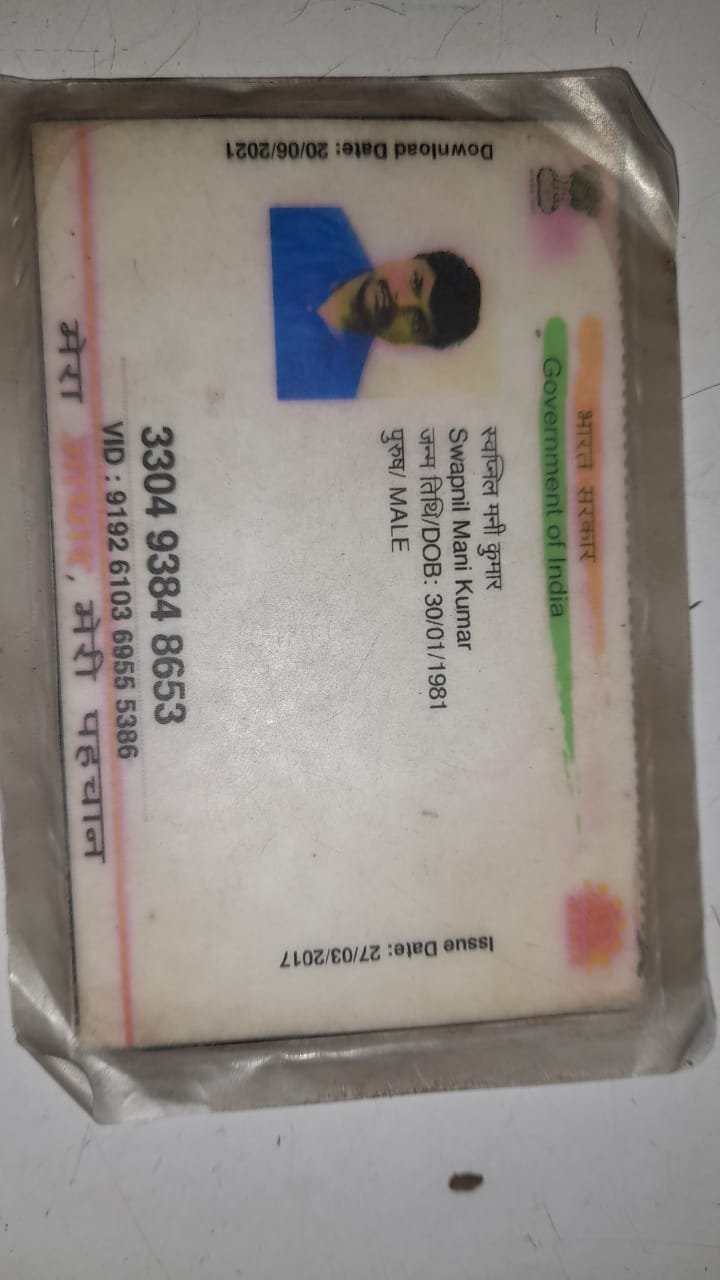 भारत सरकार
Government of India
Download Date: 20/06/2021
स्वप्निल मनी कुमार
Swapnil Mani Kumar
जन्म तिथि/DOB: 30/01/1981
पुरुष/ MALE
Issue Date: 27/03/2017
3304 9384 8653
VID : 9192 6103 6955 5386
मेरा आधार, मेरी पहचान